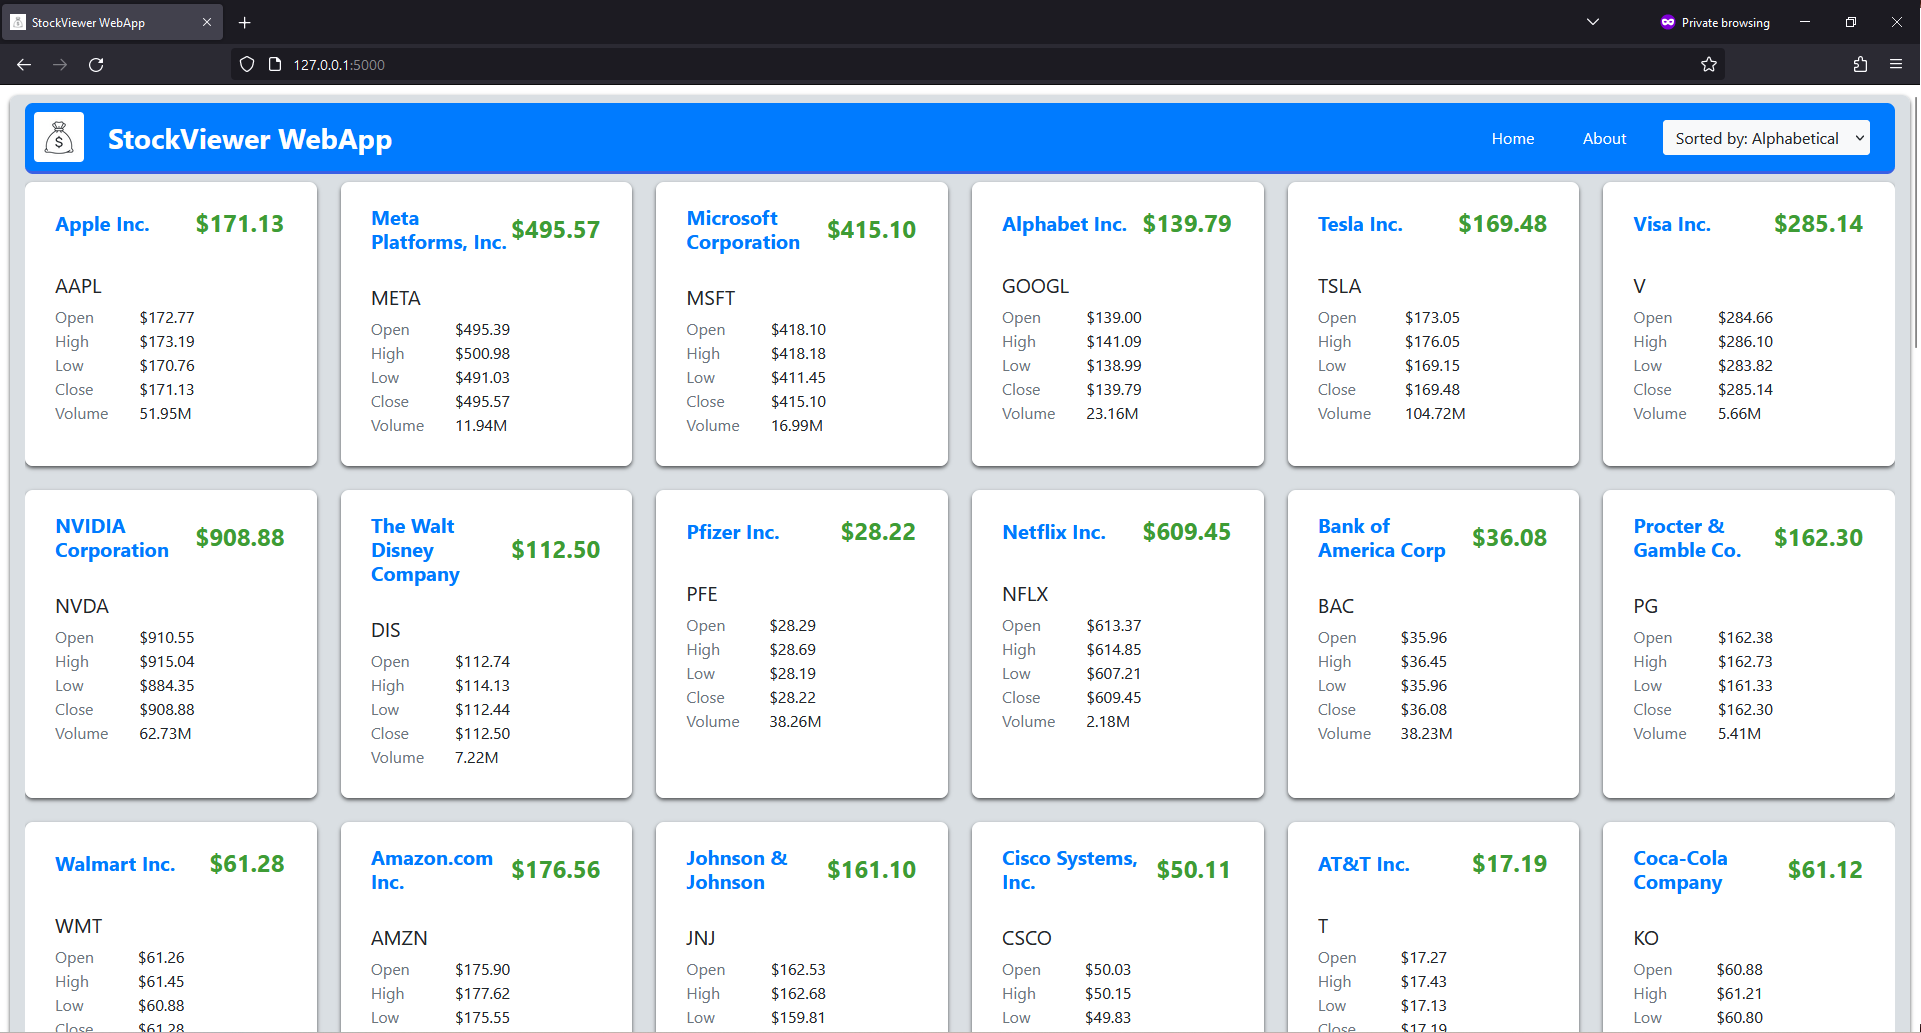 StockViewer WebApp
Private browsing
127.0.0.1:5000
$
StockViewer WebApp
Home
About
Sorted by: Alphabetical
Apple Inc.
$171.13
AAPL
Open $172.77
High $173.19
Low $170.76
Close $171.13
Volume 51.95M
Meta
Platforms, Inc.
$495.57
META
Open $495.39
High $500.98
Low $491.03
Close $495.57
Volume 11.94M
Microsoft
Corporation
$415.10
MSFT
Open $418.10
High $418.18
Low $411.45
Close $415.10
Volume 16.99M
Alphabet Inc.
$139.79
GOOGL
Open $139.00
High $141.09
Low $138.99
Close $139.79
Volume 23.16M
Tesla Inc.
$169.48
TSLA
Open $173.05
High $176.05
Low $169.15
Close $169.48
Volume 104.72M
Visa Inc.
$285.14
V
Open $284.66
High $286.10
Low $283.82
Close $285.14
Volume 5.66M
NVIDIA
Corporation
$908.88
NVDA
Open $910.55
High $915.04
Low $884.35
Close $908.88
Volume 62.73M
The Walt
Disney
Company
$112.50
DIS
Open $112.74
High $114.13
Low $112.44
Close $112.50
Volume 7.22M
Pfizer Inc.
$28.22
PFE
Open $28.29
High $28.69
Low $28.19
Close $28.22
Volume 38.26M
Netflix Inc.
$609.45
NFLX
Open $613.37
High $614.85
Low $607.21
Close $609.45
Volume 2.18M
Bank of
America Corp
$36.08
BAC
Open $35.96
High $36.45
Low $35.96
Close $36.08
Volume 38.23M
Procter &
Gamble Co.
$162.30
PG
Open $162.38
High $162.73
Low $161.33
Close $162.30
Volume 5.41M
Walmart Inc.
$61.28
WMT
Open $61.26
High $61.45
Low $60.88
Close $61.28
Amazon.com
Inc.
$176.56
AMZN
Open $175.90
High $177.62
Low $175.55
Johnson &
Johnson
$161.10
JNJ
Open $162.53
High $162.68
Low $159.81
Cisco Systems,
Inc.
$50.11
CSCO
Open $50.03
High $50.15
Low $49.83
AT&T Inc.
$17.19
T
Open $17.27
High $17.43
Low $17.13
Close $17.19
Coca-Cola
Company
$61.12
KO
Open $60.88
High $61.21
Low $60.80